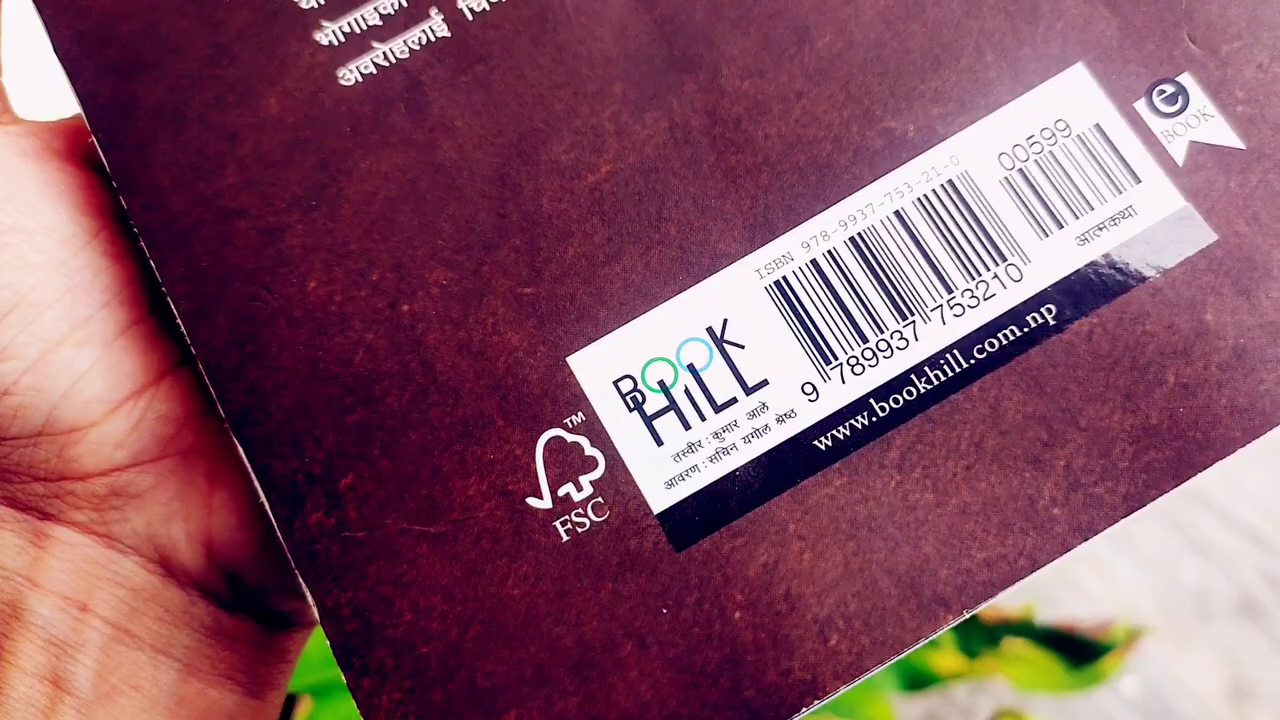 भोगाइको
अवरोहलाई
e
BOOK
00599
ISBN 978-9937-753-21-0
आत्मकथा
9 789937 753210
BOOK
HiLL
तस्वीर : कुमार आले
आवरण : सचिन यगोल श्रेष्ठ
www.bookhill.com.np
TM
FSC